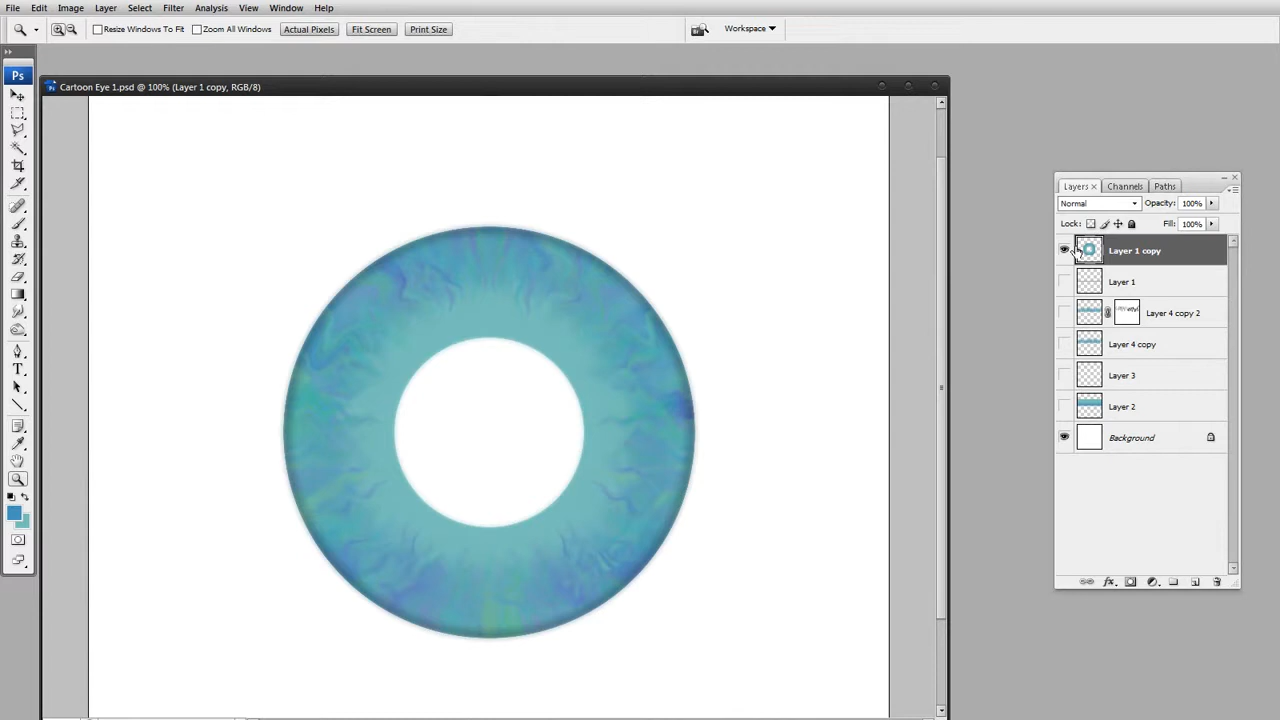 File Edit Image Layer Select Filter Analysis View Window Help
Resize Windows To Fit Zoom All Windows Actual Pixels Fit Screen Print Size Workspace
Ps
Cartoon Eye 1.psd @ 100% (Layer 1 copy, RGB/8)
Layers Channels Paths
Normal Opacity: 100%
Lock: Fill: 100%
Layer 1 copy
Layer 1
Layer 4 copy 2
Layer 4 copy
Layer 3
Layer 2
Background